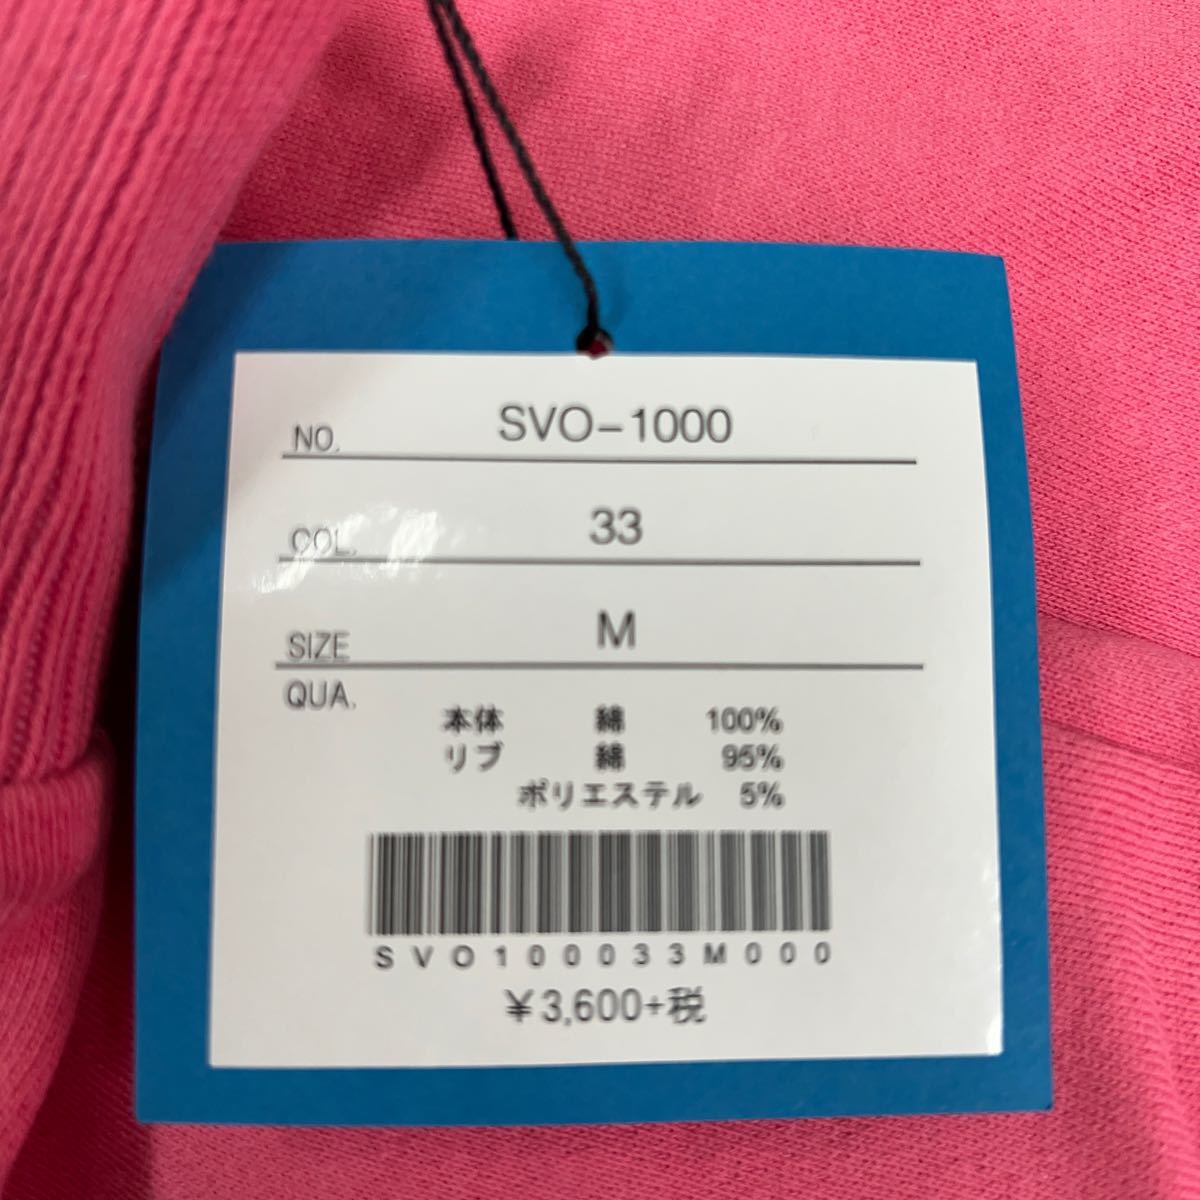 NO. SVO-1000
COL. 33
SIZE M
QUA.
本体 綿 100%
リブ 綿 95%
ポリエステル 5%
SVO100033M000
¥3,600+税